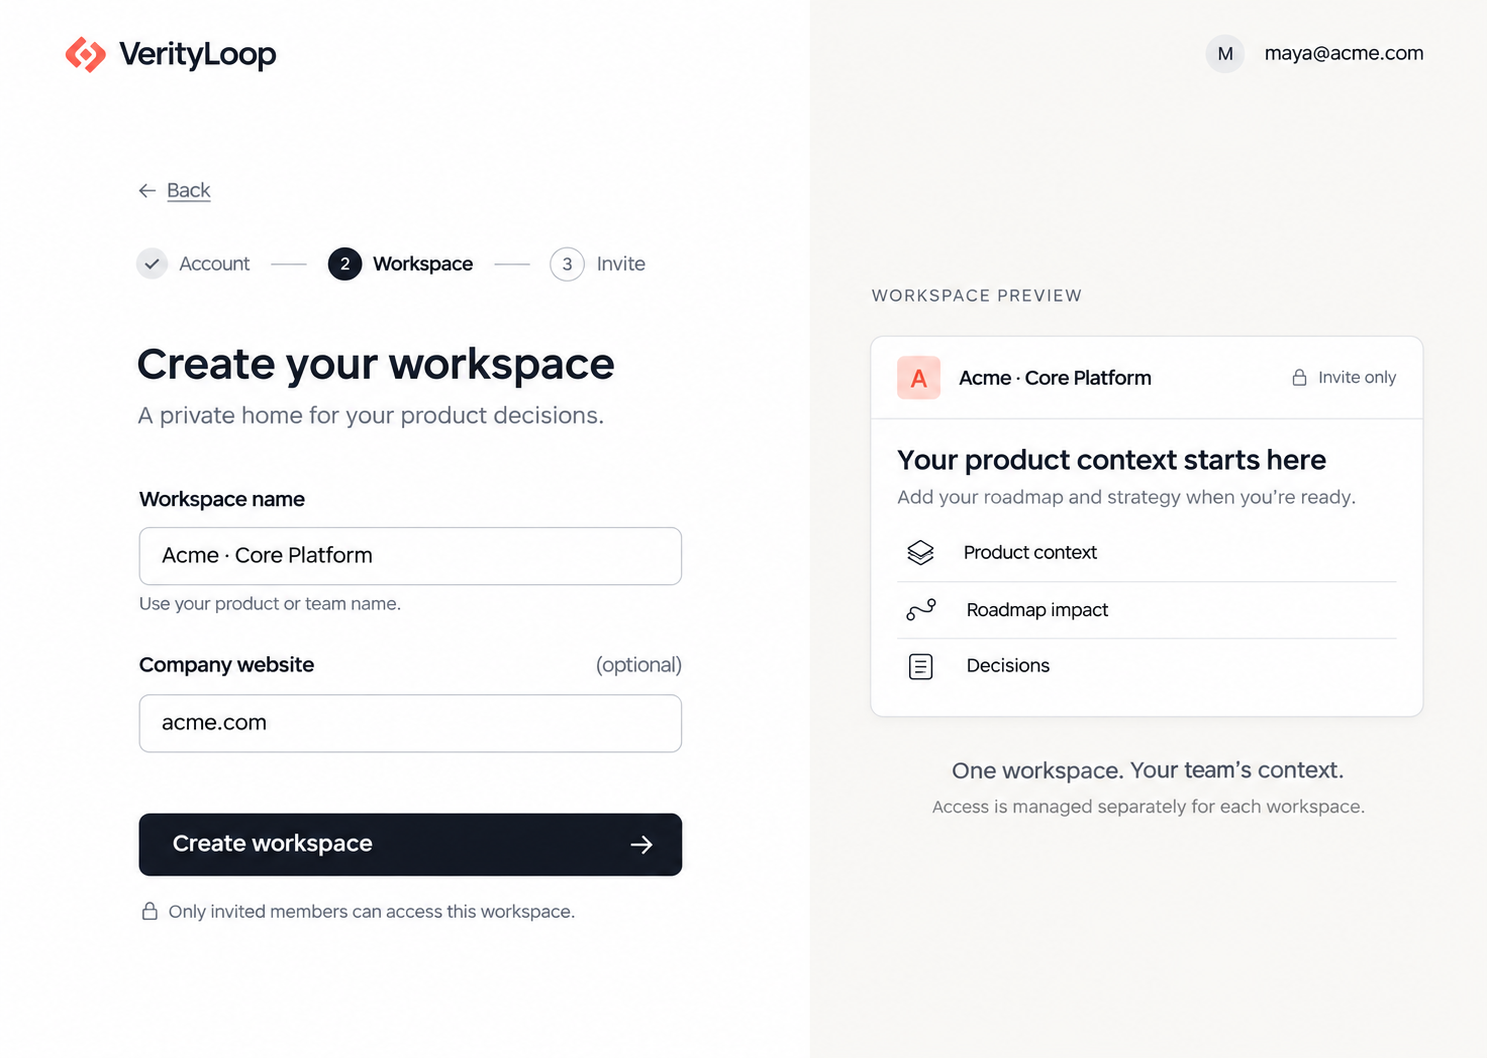 VerityLoop
M maya@acme.com
← Back
Account
2 Workspace
3 Invite
Create your workspace
A private home for your product decisions.
Workspace name
Acme · Core Platform
Use your product or team name.
Company website (optional)
acme.com
Create workspace →
Only invited members can access this workspace.
WORKSPACE PREVIEW
A Acme · Core Platform Invite only
Your product context starts here
Add your roadmap and strategy when you’re ready.
Product context
Roadmap impact
Decisions
One workspace. Your team’s context.
Access is managed separately for each workspace.